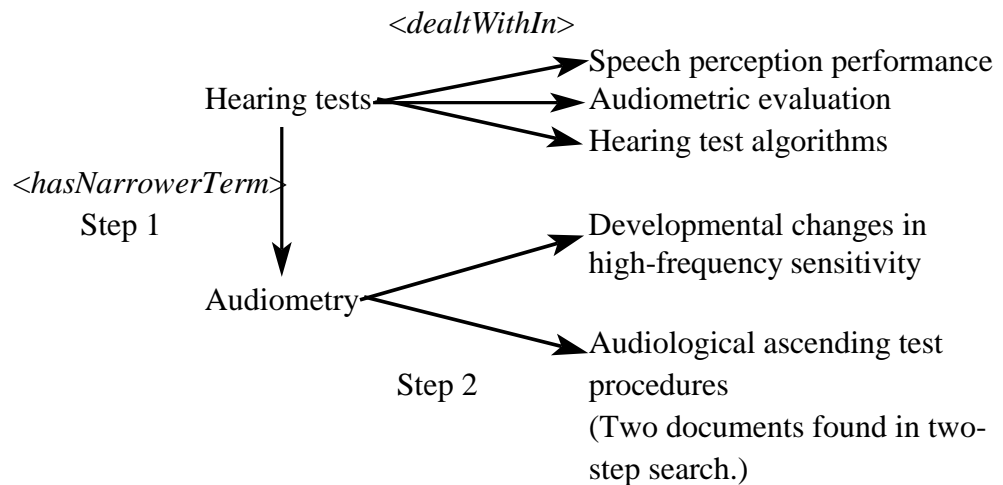 <dealtWithIn>
Speech perception performance
Hearing tests
Audiometric evaluation
Hearing test algorithms
<hasNarrowerTerm>
Step 1
Developmental changes in
high-frequency sensitivity
Audiometry
Audiological ascending test
Step 2
procedures
(Two documents found in two-
step search.)